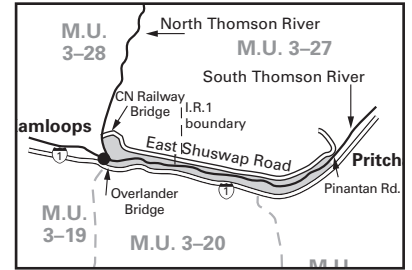 M.U.
3–28
North Thomson River
M.U. 3–27
South Thomson River
CN Railway
Bridge
I.R.1
boundary
amloops
East Shuswap Road
1
Pritch
Pinantan Rd.
Overlander
Bridge
1
M.U.
3–19
M.U. 3–20
M.U.